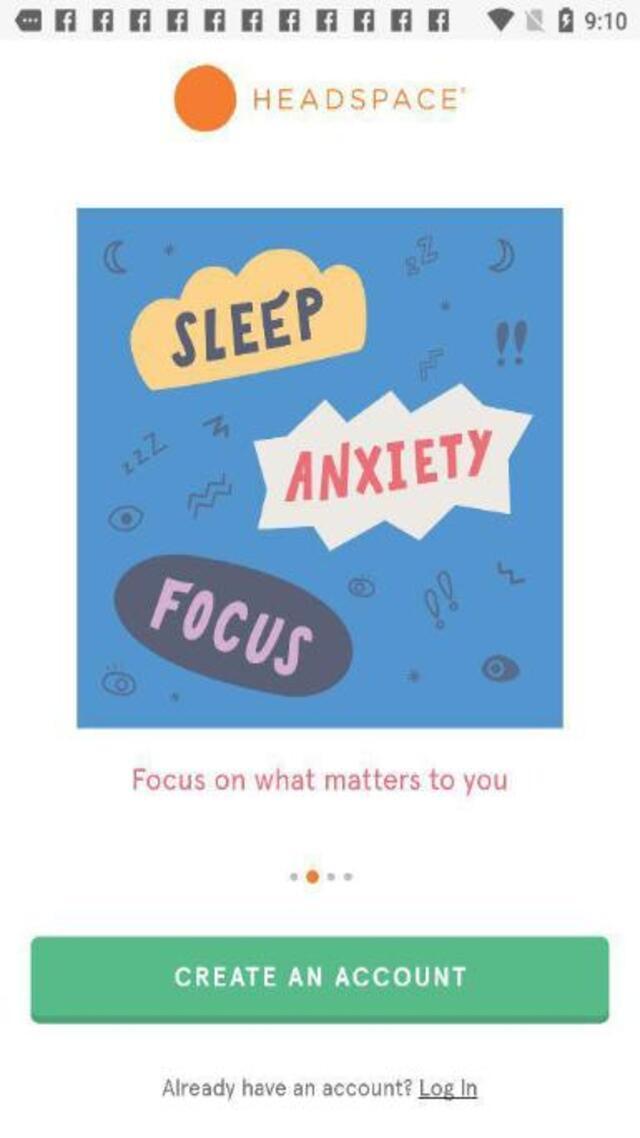 9:10
HEADSPACE
SLEEP
ANXIETY
FOCUS
Focus on what matters to you
CREATE AN ACCOUNT
Already have an account? Log In